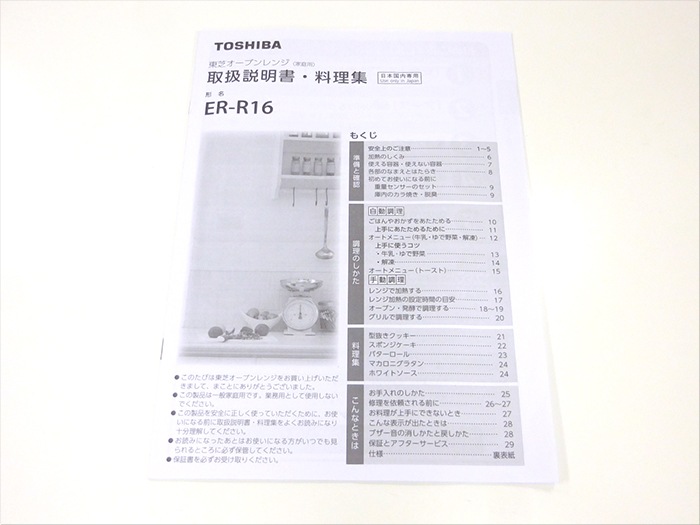 TOSHIBA
東芝オーブンレンジ（家庭用）
取扱説明書・料理集 日本国内専用
Use only in Japan
形 名
ER-R16
もくじ
準備と確認
安全上のご注意 1~5
加熱のしくみ 6
使える容器・使えない容器 7
各部のなまえとはたらき 8
初めてお使いになる前に
重量センサーのセット 9
庫内のカラ焼き・脱臭 9
調理のしかた
自動調理
ごはんやおかずをあたためる 10
上手にあたためるために 11
オートメニュー（牛乳・ゆで野菜・解凍） 12
上手に使うコツ
・牛乳・ゆで野菜 13
・解凍 14
オートメニュー（トースト） 15
手動調理
レンジで加熱する 16
レンジ加熱の設定時間の目安 17
オーブン・発酵で調理する 18~19
グリルで調理する 20
料理集
型抜きクッキー 21
スポンジケーキ 22
バターロール 23
マカロニグラタン 24
ホワイトソース 24
こんなときは
お手入れのしかた 25
修理を依頼される前に 26~27
お料理が上手にできないとき 27
こんな表示が出たときは 28
ブザー音の消しかたと戻しかた 28
保証とアフターサービス 29
仕様 裏表紙
●このたびは東芝オーブンレンジをお買い上げいただ
きまして、まことにありがとうございました。
●この製品は一般家庭用です。業務用として使用しない
でください。
●この製品を安全に正しく使っていただくために、お使
いになる前に取扱説明書・料理集をよくお読みになり
十分理解してください。
●お読みになったあとはお使いになる方がいつでも見
られるところに必ず保管してください。
●保証書を必ずお受け取りください。